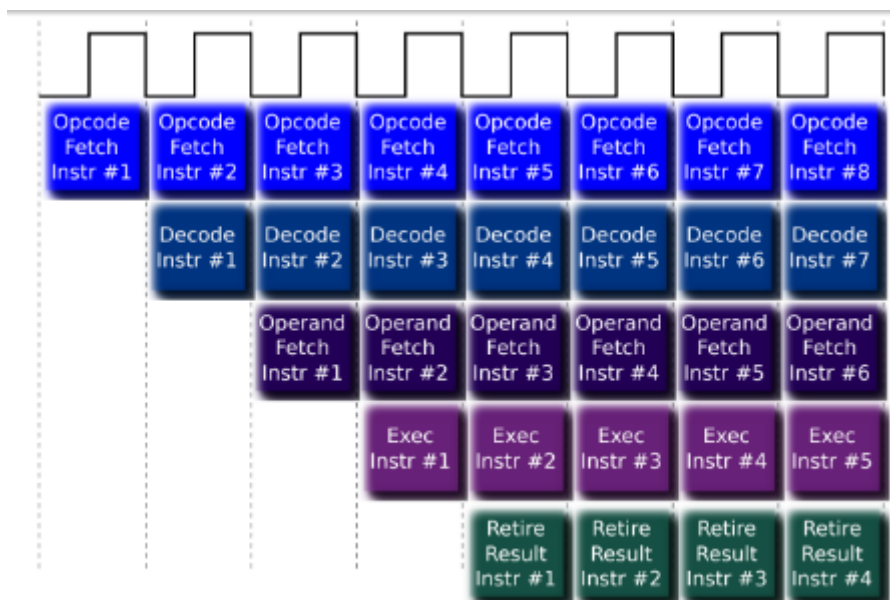 Opcode
Fetch
Instr #1
Opcode
Fetch
Instr #2
Opcode
Fetch
Instr #3
Opcode
Fetch
Instr #4
Opcode
Fetch
Instr #5
Opcode
Fetch
Instr #6
Opcode
Fetch
Instr #7
Opcode
Fetch
Instr #8
Decode
Instr #1
Decode
Instr #2
Decode
Instr #3
Decode
Instr #4
Decode
Instr #5
Decode
Instr #6
Decode
Instr #7
Operand
Fetch
Instr #1
Operand
Fetch
Instr #2
Operand
Fetch
Instr #3
Operand
Fetch
Instr #4
Operand
Fetch
Instr #5
Operand
Fetch
Instr #6
Exec
Instr #1
Exec
Instr #2
Exec
Instr #3
Exec
Instr #4
Exec
Instr #5
Retire
Result
Instr #1
Retire
Result
Instr #2
Retire
Result
Instr #3
Retire
Result
Instr #4